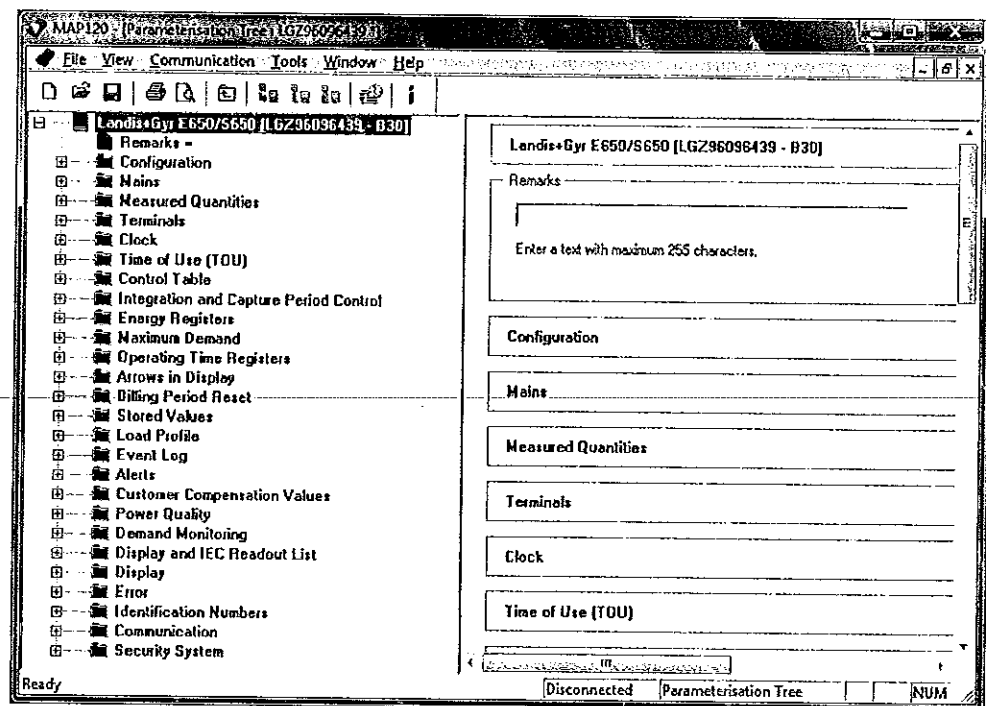 MAP120 - [Parameterisation Tree LGZ96096439 *]
File View Communication Tools Window Help
Landis+Gyr E650/S650 [LGZ96096439 - B30]
Remarks =
Configuration
Mains
Measured Quantities
Terminals
Clock
Time of Use (TOU)
Control Table
Integration and Capture Period Control
Energy Registers
Maximum Demand
Operating Time Registers
Arrows in Display
Billing Period Reset
Stored Values
Load Profile
Event Log
Alerts
Customer Compensation Values
Power Quality
Demand Monitoring
Display and IEC Readout List
Display
Error
Identification Numbers
Communication
Security System
Landis+Gyr E650/S650 [LGZ96096439 - B30]
Remarks
Enter a text with maximum 255 characters.
Configuration
Mains
Measured Quantities
Terminals
Clock
Time of Use (TOU)
Ready
Disconnected
Parameterisation Tree
NUM